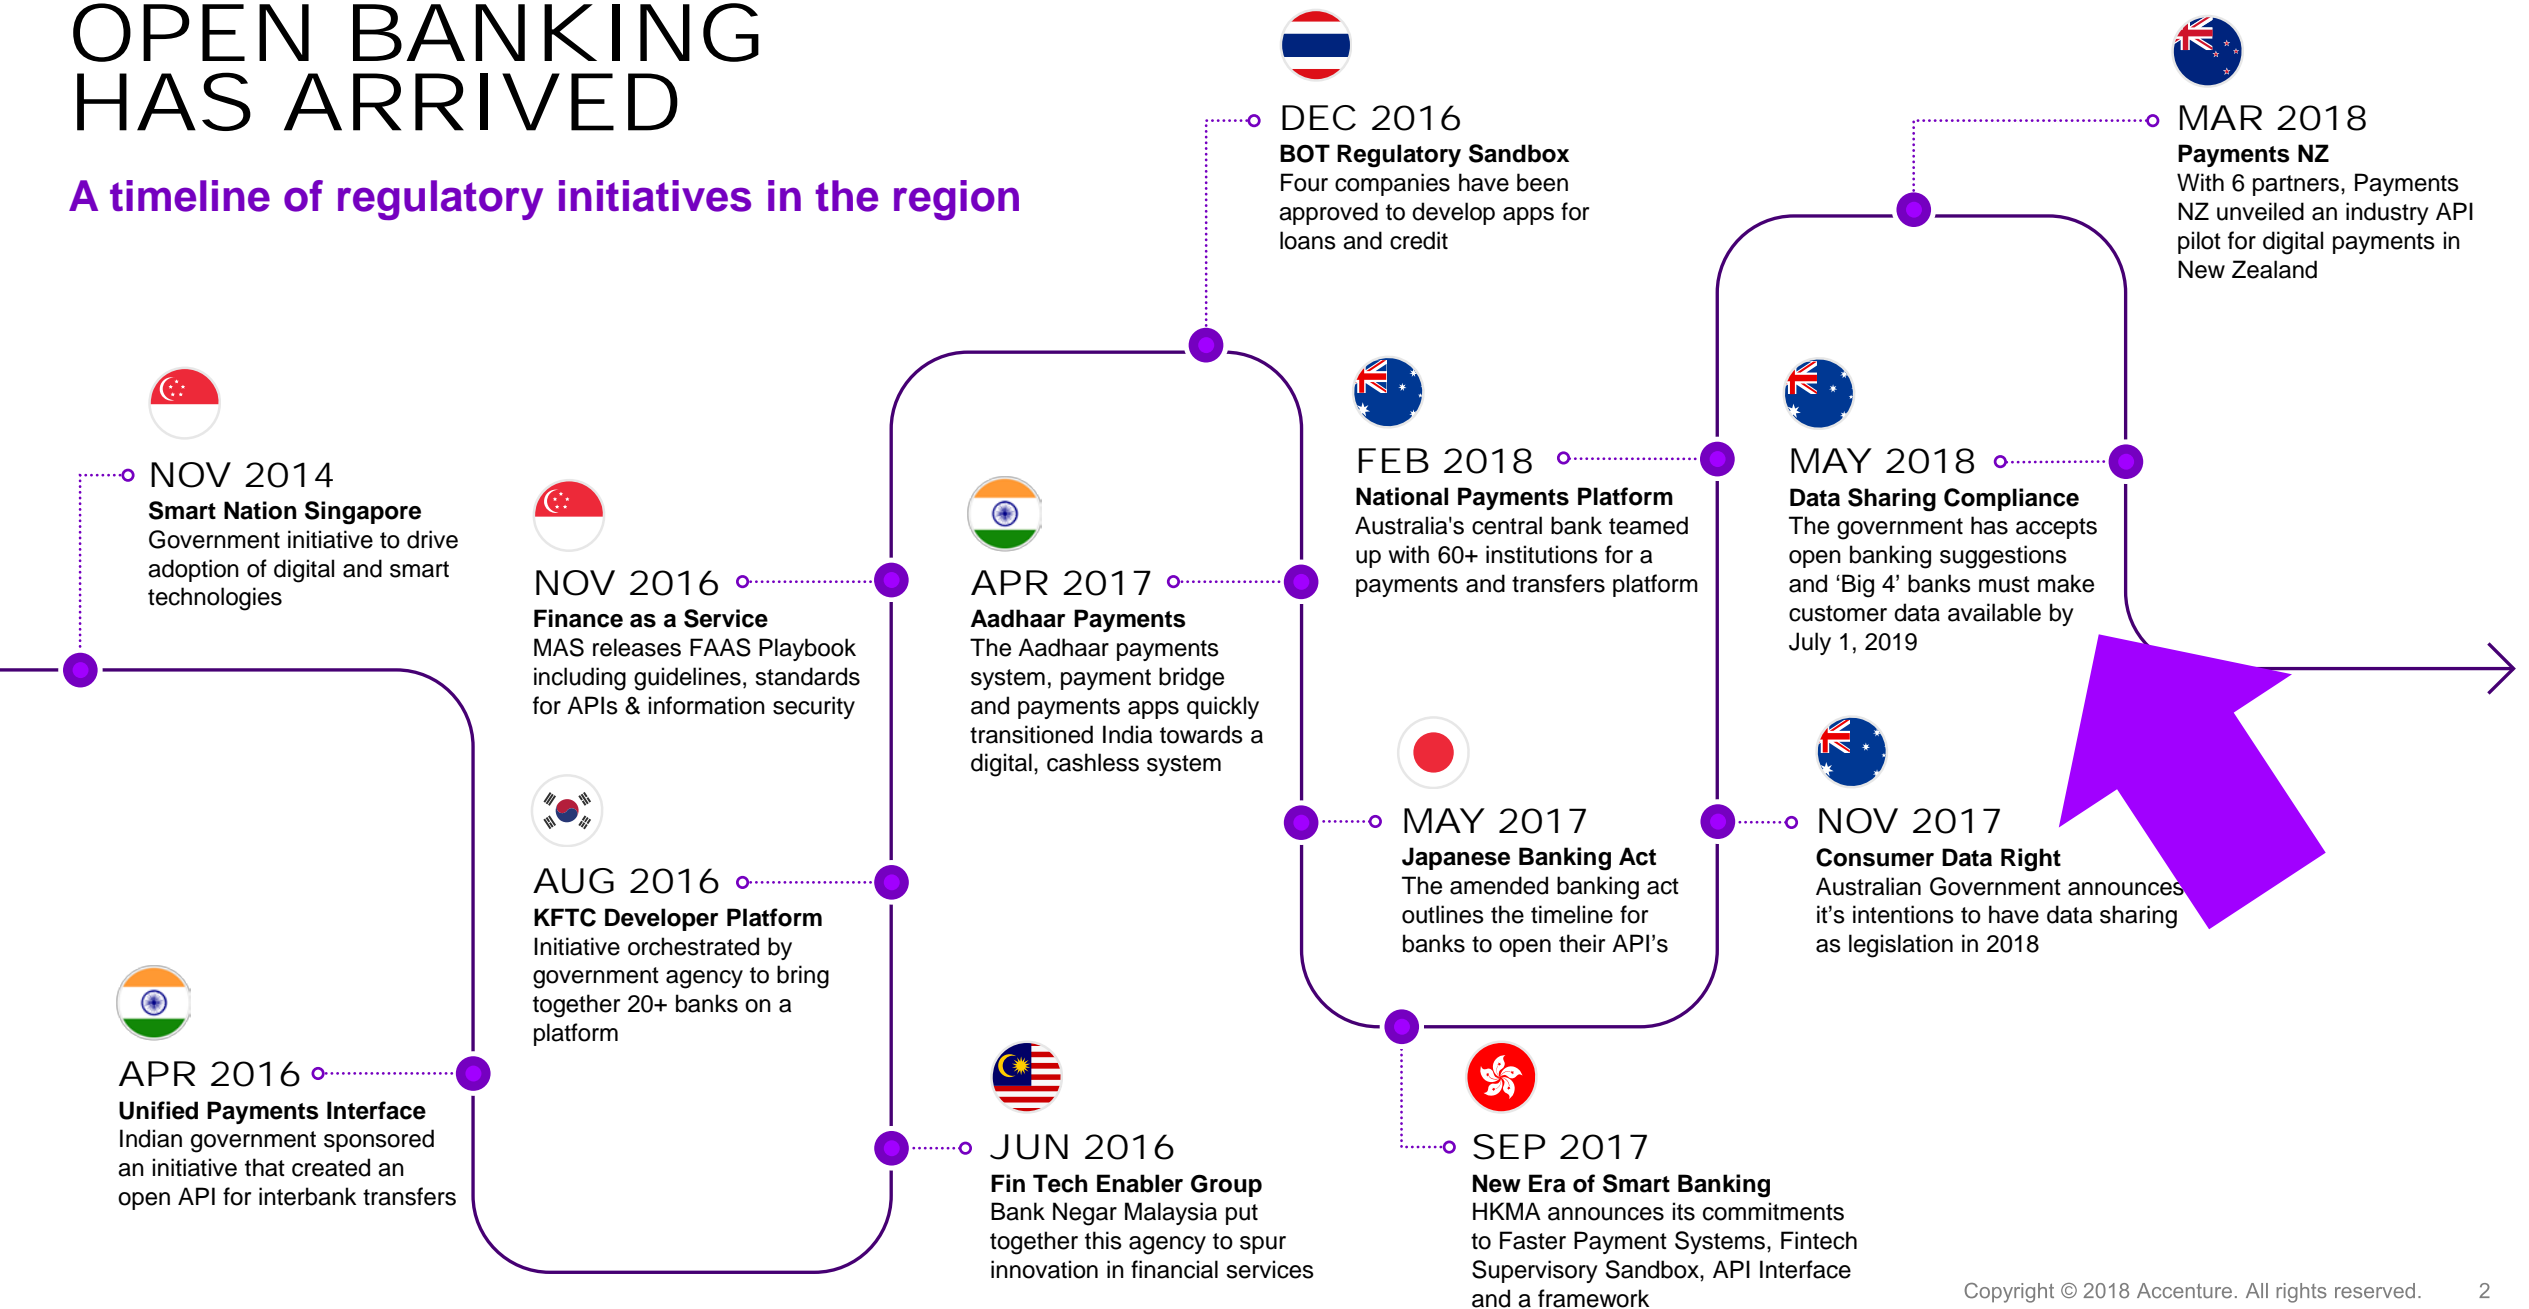 OPEN BANKING
HAS ARRIVED
A timeline of regulatory initiatives in the region
NOV 2014
Smart Nation Singapore
Government initiative to drive
adoption of digital and smart
technologies
APR 2016
Unified Payments Interface
Indian government sponsored
an initiative that created an
open API for interbank transfers
JUN 2016
Fin Tech Enabler Group
Bank Negar Malaysia put
together this agency to spur
innovation in financial services
AUG 2016
KFTC Developer Platform
Initiative orchestrated by
government agency to bring
together 20+ banks on a
platform
NOV 2016
Finance as a Service
MAS releases FAAS Playbook
including guidelines, standards
for APIs & information security
DEC 2016
BOT Regulatory Sandbox
Four companies have been
approved to develop apps for
loans and credit
APR 2017
Aadhaar Payments
The Aadhaar payments
system, payment bridge
and payments apps quickly
transitioned India towards a
digital, cashless system
MAY 2017
Japanese Banking Act
The amended banking act
outlines the timeline for
banks to open their API’s
SEP 2017
New Era of Smart Banking
HKMA announces its commitments
to Faster Payment Systems, Fintech
Supervisory Sandbox, API Interface
and a framework
NOV 2017
Consumer Data Right
Australian Government announces
it’s intentions to have data sharing
as legislation in 2018
FEB 2018
National Payments Platform
Australia's central bank teamed
up with 60+ institutions for a
payments and transfers platform
MAR 2018
Payments NZ
With 6 partners, Payments
NZ unveiled an industry API
pilot for digital payments in
New Zealand
MAY 2018
Data Sharing Compliance
The government has accepts
open banking suggestions
and ‘Big 4’ banks must make
customer data available by
July 1, 2019
Copyright © 2018 Accenture. All rights reserved. 2